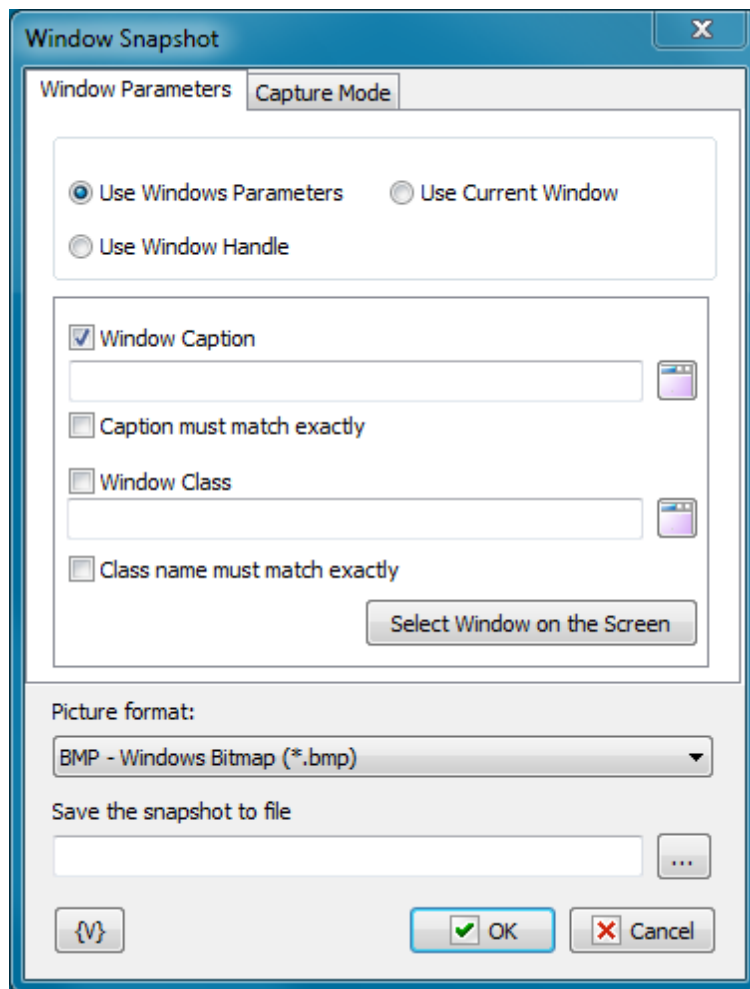 Window Snapshot
Window Parameters Capture Mode
Use Windows Parameters Use Current Window
Use Window Handle
Window Caption
Caption must match exactly
Window Class
Class name must match exactly
Select Window on the Screen
Picture format:
BMP - Windows Bitmap (*.bmp)
Save the snapshot to file
...
{V} OK Cancel